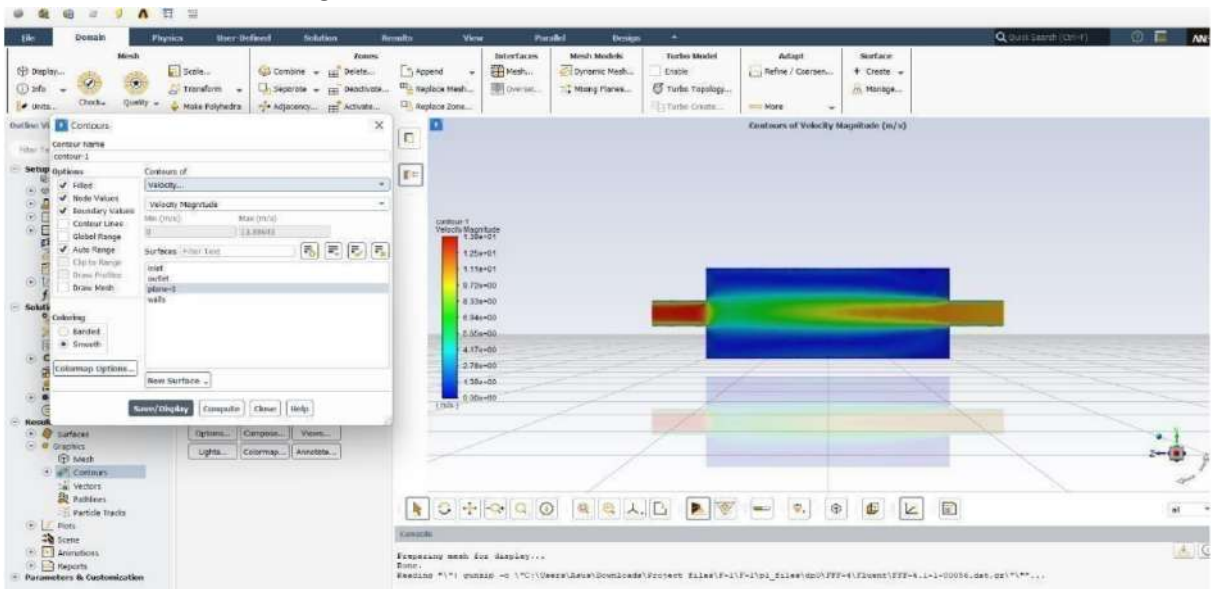 File Domain Physics User-Defined Solution Results View Parallel Design
Quick Search (Ctrl+F)
Mesh Zones Interfaces Mesh Models Turbo Model Adapt Surface
Display... Scale... Combine Delete... Append Mesh... Dynamic Mesh... Enable Refine / Coarsen... Create
Info Transform Separate Deactivate... Replace Mesh... Overset... Mixing Planes... Turbo Topology... Manage...
Units... Check Quality Make Polyhedra Adjacency... Activate... Replace Zone... Turbo Create... More
Contours
Contour Name
contour-1
Options
Filled
Node Values
Boundary Values
Contour Lines
Global Range
Auto Range
Clip to Range
Draw Profiles
Draw Mesh
Coloring
Banded
Smooth
Colormap Options...
Contours of
Velocity...
Velocity Magnitude
Min (m/s) Max (m/s)
0
Surfaces Filter Text
inlet
outlet
plane-1
walls
New Surface
Save/Display Compute Close Help
Setup
Surfaces
Graphics
Mesh
Contours
Vectors
Pathlines
Particle Tracks
Plots
Scene
Animations
Reports
Parameters & Customization
Options... Compose... Views...
Lights... Colormap... Annotate...
Contours of Velocity Magnitude (m/s)
contour-1
Velocity Magnitude
1.25e+01
1.11e+01
9.72e+00
8.33e+00
6.94e+00
4.17e+00
2.78e+00
0.00e+00
Console
Preparing mesh for display...
Done.